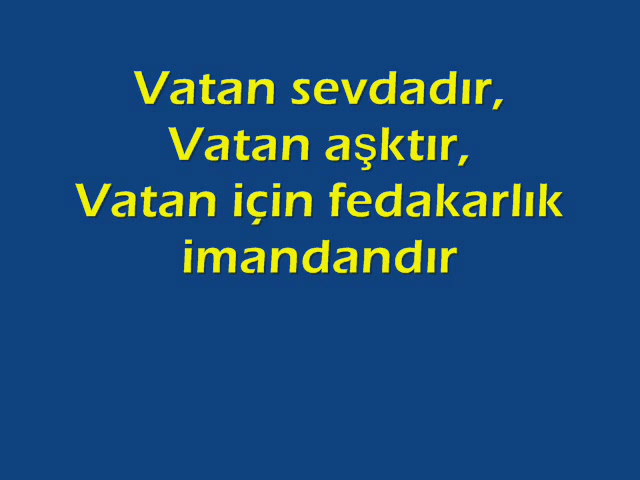 Vatan sevdadır,
Vatan aşktır,
Vatan için fedakarlık
imandandır